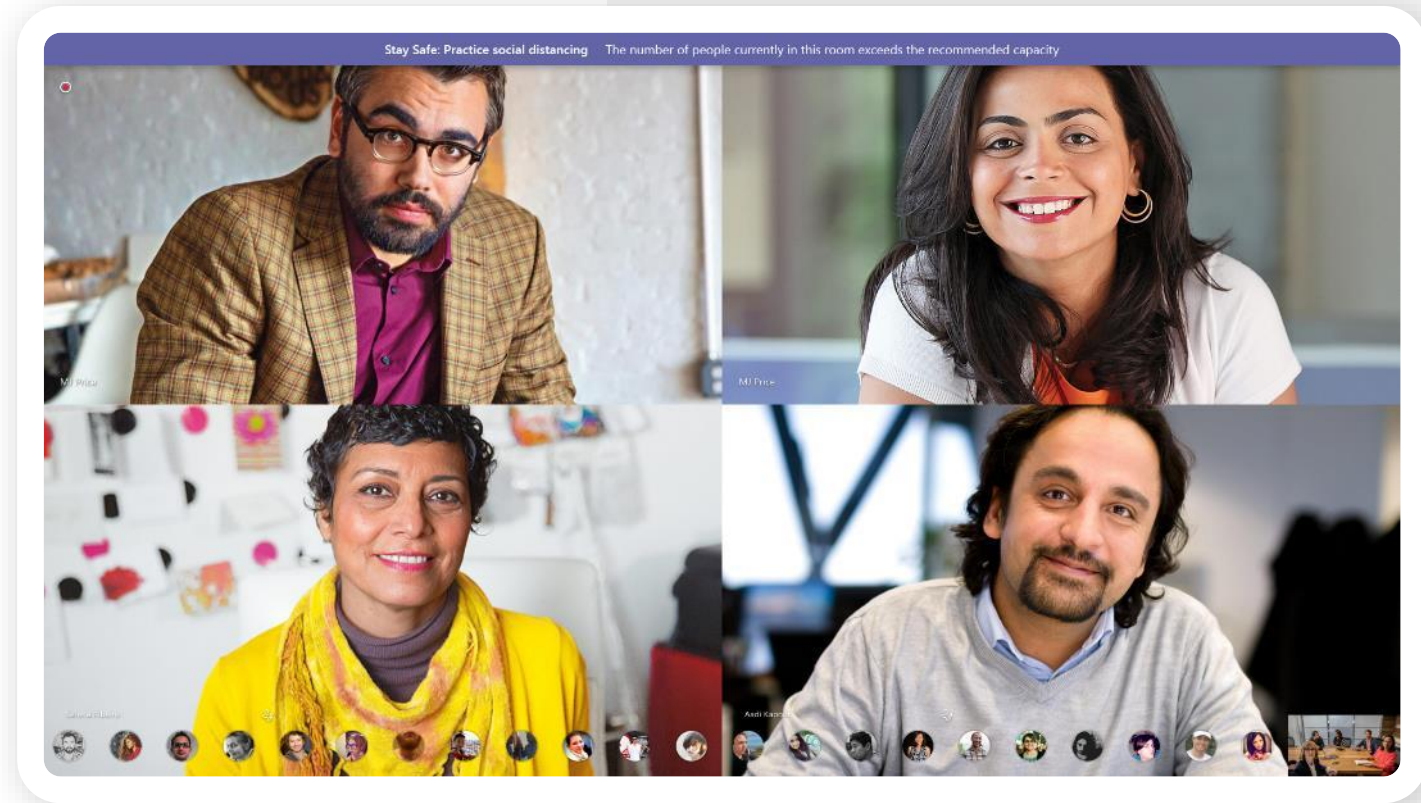 Stay Safe: Practice social distancing The number of people currently in this room exceeds the recommended capacity
MJ Price
MJ Price
Aadi